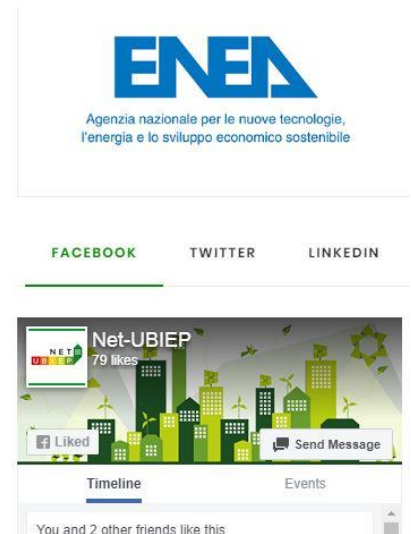 ENEA
Agenzia nazionale per le nuove tecnologie,
l'energia e lo sviluppo economico sostenibile
FACEBOOK TWITTER LINKEDIN
NET
UBIEP
Net-UBIEP
79 likes
Liked
Send Message
Timeline Events
You and 2 other friends like this